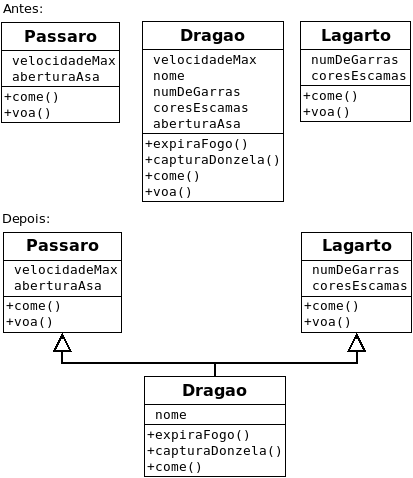 Antes:
Passaro
velocidadeMax
aberturaAsa
+come()
+voa()
Dragao
velocidadeMax
nome
numDeGarras
coresEscamas
aberturaAsa
+expiraFogo()
+capturaDonzela()
+come()
+voa()
Lagarto
numDeGarras
coresEscamas
+come()
+voa()
Depois:
Passaro
velocidadeMax
aberturaAsa
+come()
+voa()
Lagarto
numDeGarras
coresEscamas
+come()
+voa()
Dragao
nome
+expiraFogo()
+capturaDonzela()
+come()